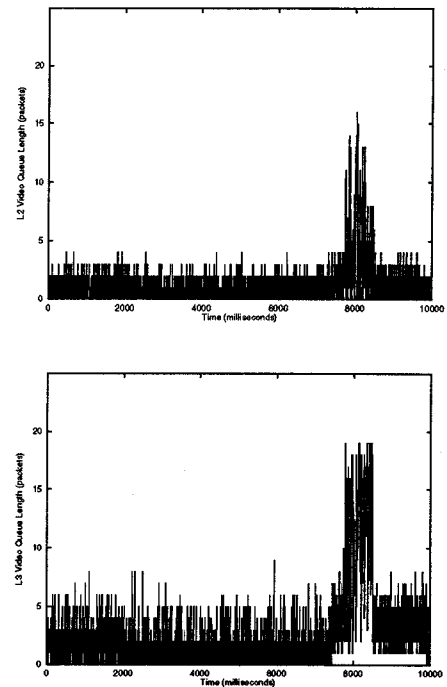 20
15
10
5
0
L2 Video Queue Length (packets)
0 2000 4000 6000 8000 10000
Time (milliseconds)
20
15
10
5
0
L3 Video Queue Length (packets)
0 2000 4000 6000 8000 10000
Time (milliseconds)